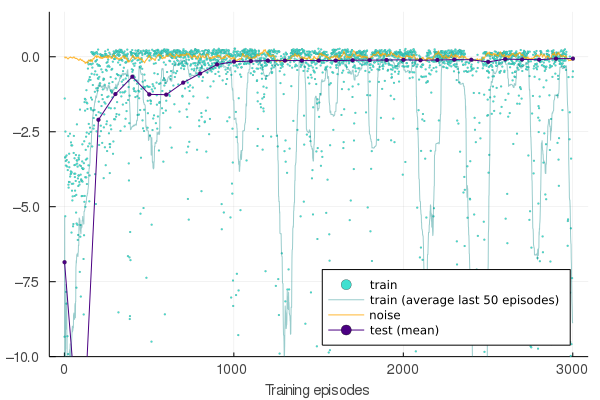 0.0
−2.5
−5.0
−7.5
−10.0
train
train (average last 50 episodes)
noise
test (mean)
0
1000
2000
3000
Training episodes